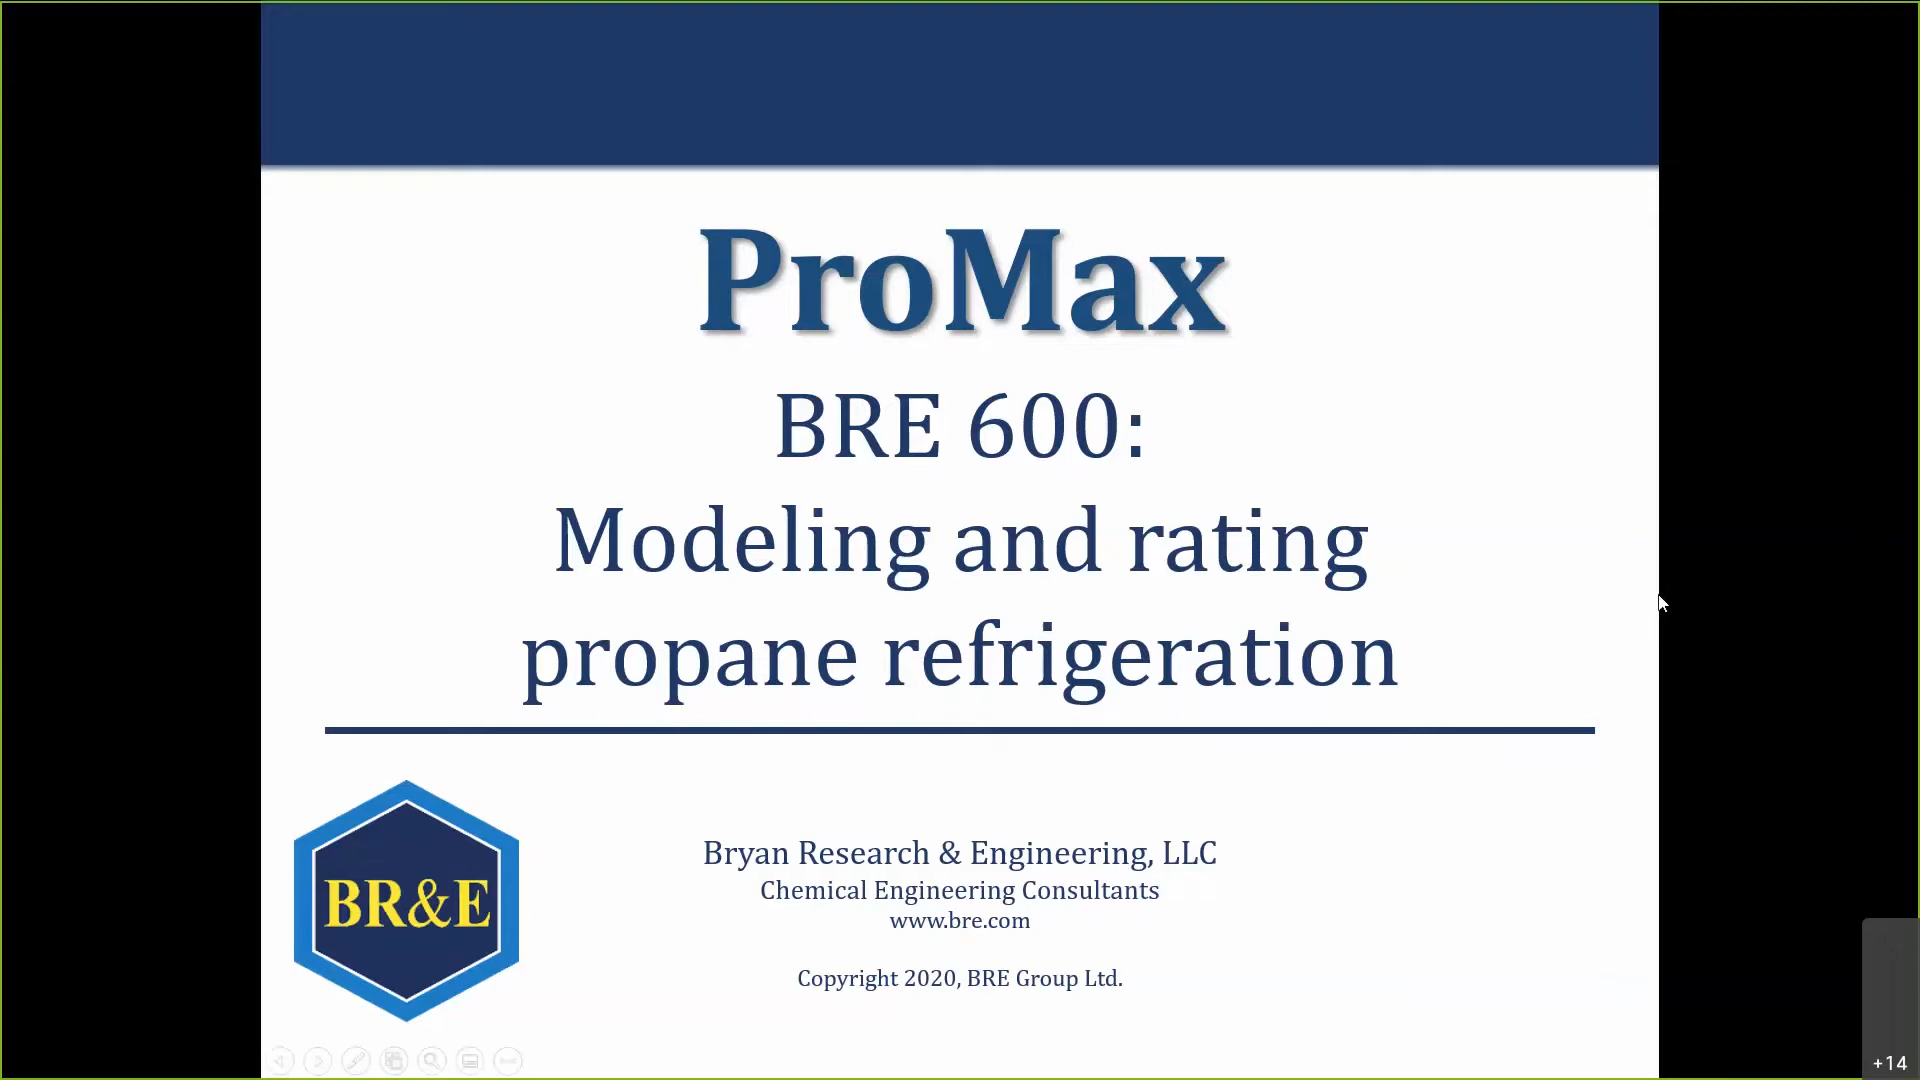 ProMax
BRE 600:
Modeling and rating
propane refrigeration
BR&E
Bryan Research & Engineering, LLC
Chemical Engineering Consultants
www.bre.com
Copyright 2020, BRE Group Ltd.
+14